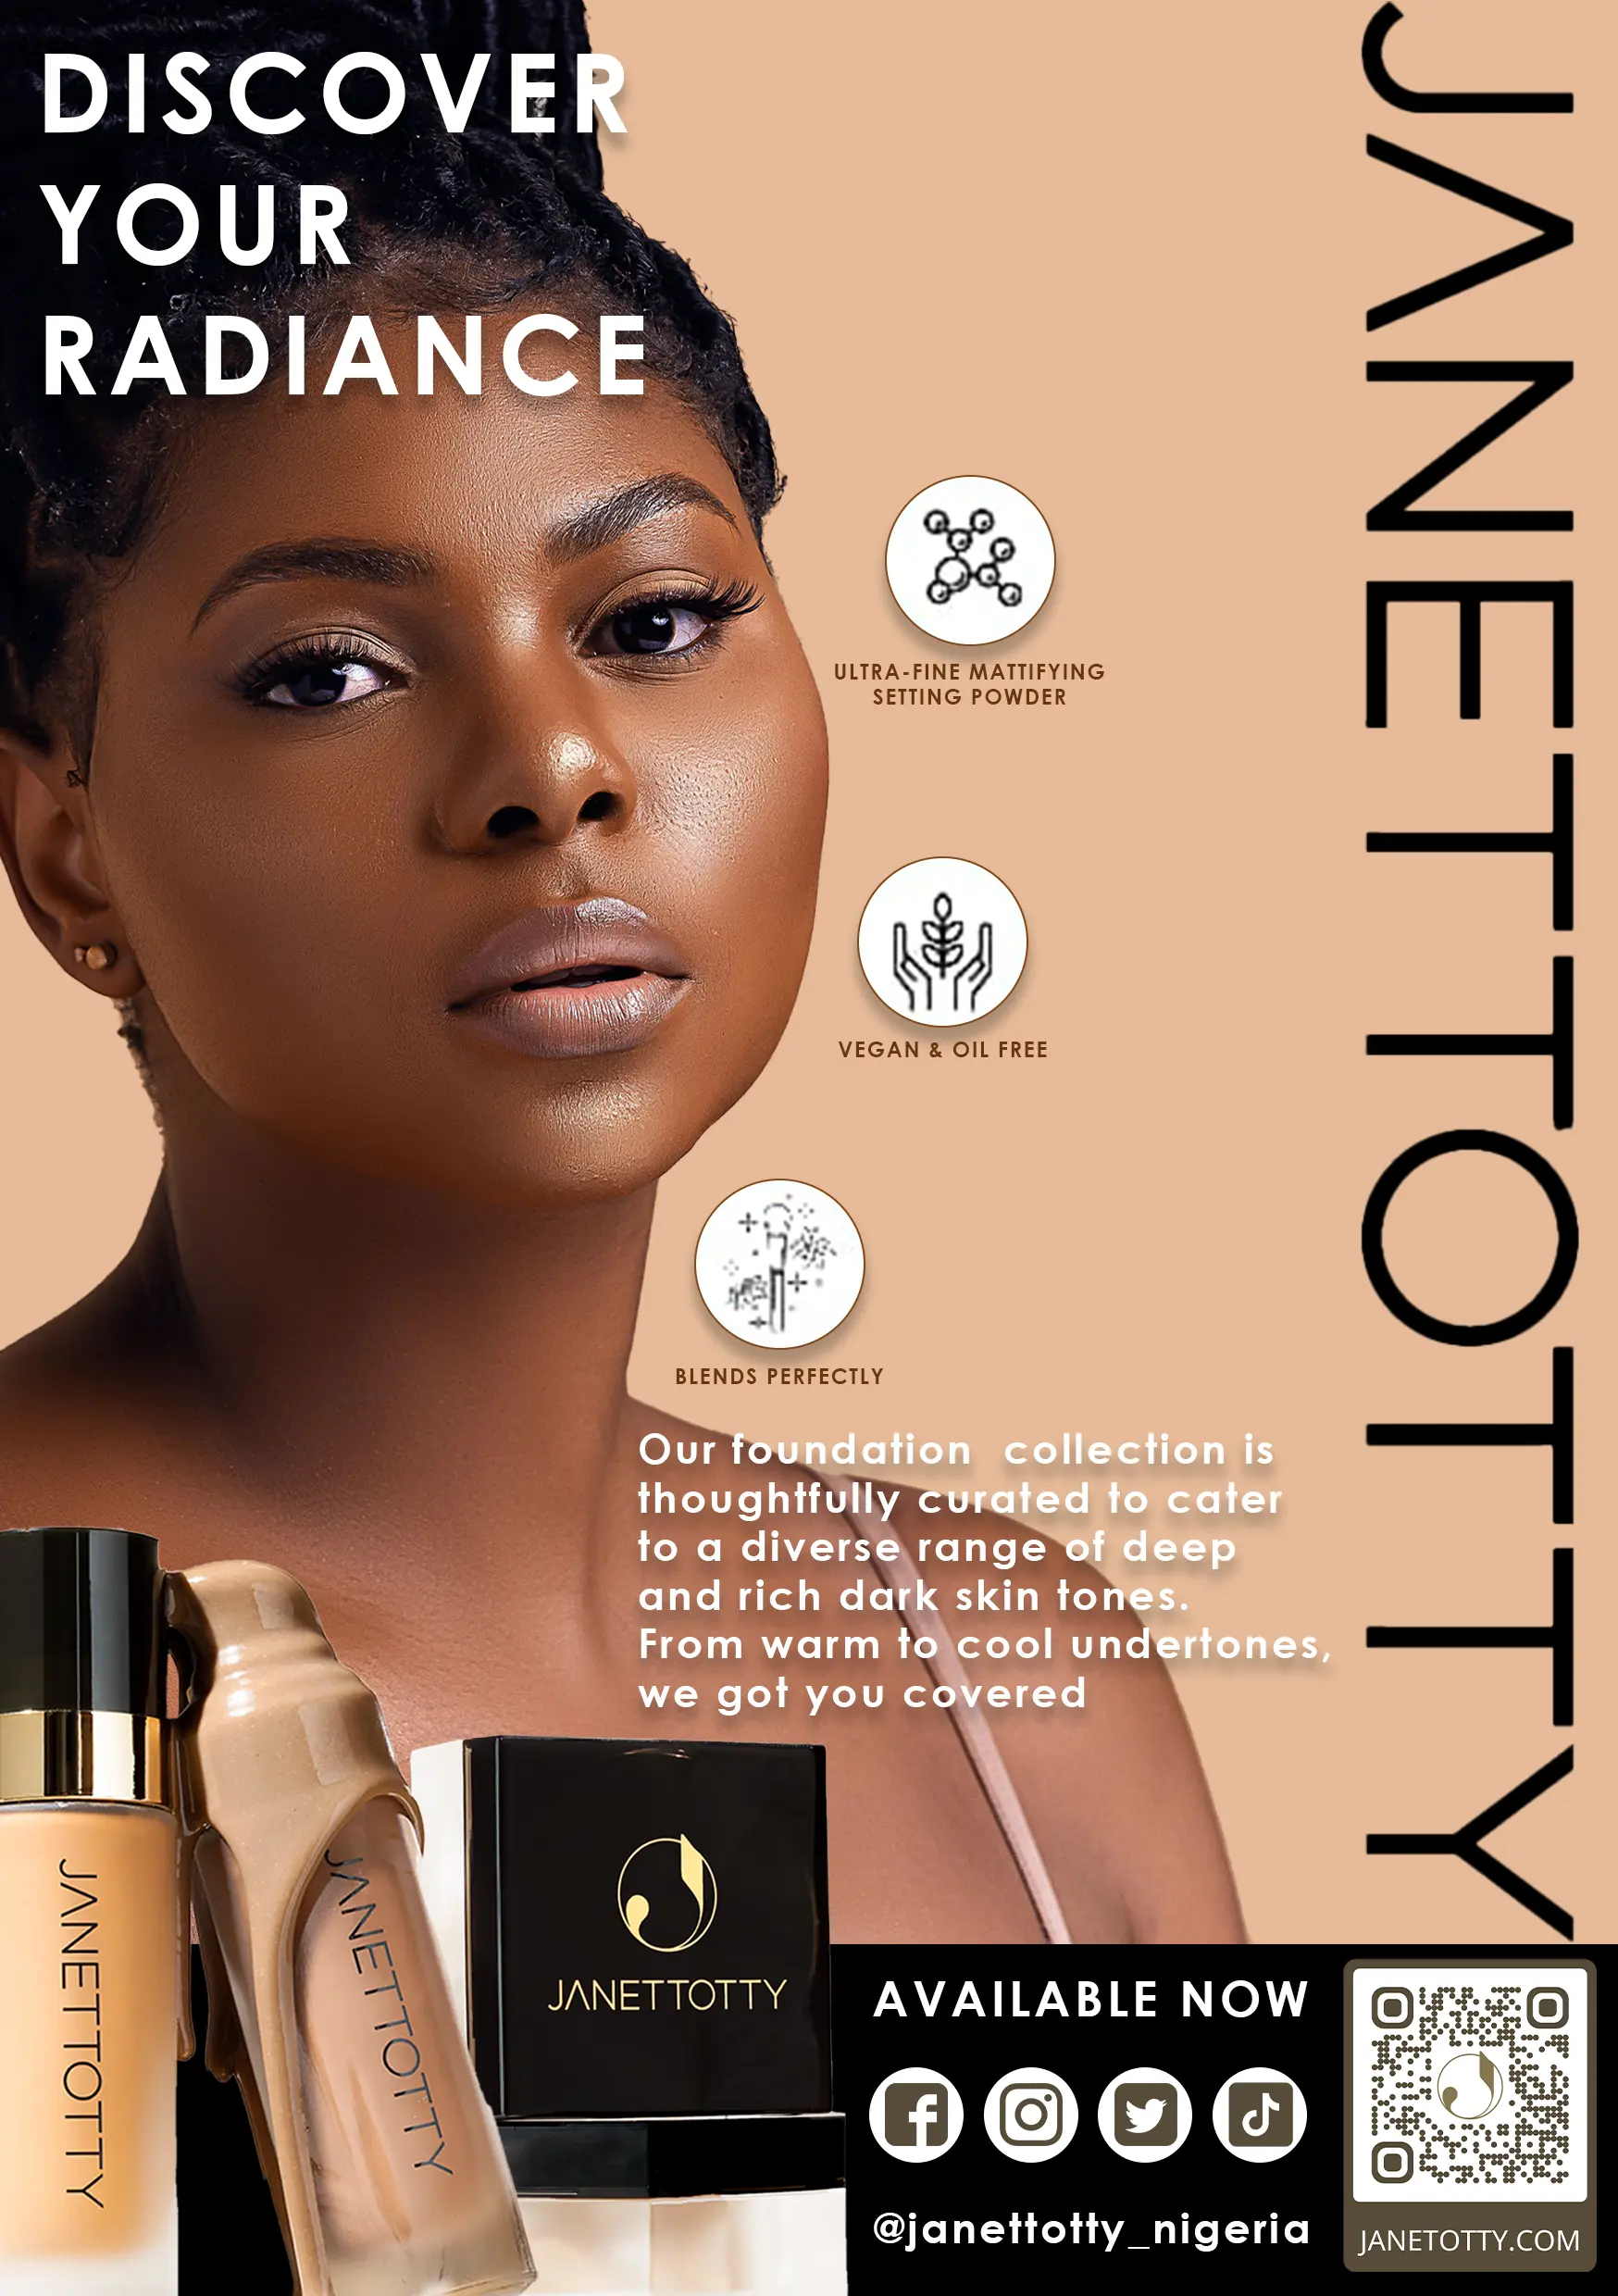 DISCOVER
YOUR
RADIANCE
JANETTOTTY
ULTRA-FINE MATTIFYING
SETTING POWDER
VEGAN & OIL FREE
BLENDS PERFECTLY
Our foundation collection is
thoughtfully curated to cater
to a diverse range of deep
and rich dark skin tones.
From warm to cool undertones,
we got you covered
JANETTOTTY
JANETTOTTY
JANETTOTTY
AVAILABLE NOW
@janettotty_nigeria
JANETOTTY.COM